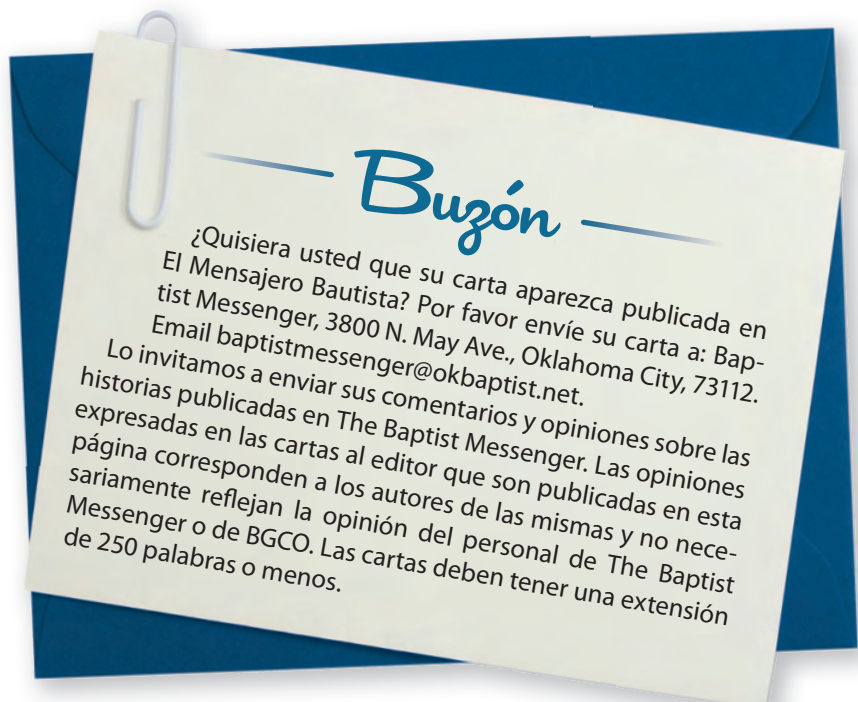 Buzón
¿Quisiera usted que su carta aparezca publicada en
El Mensajero Bautista? Por favor envíe su carta a: Bap-
tist Messenger, 3800 N. May Ave., Oklahoma City, 73112.
Email baptistmessenger@okbaptist.net.
Lo invitamos a enviar sus comentarios y opiniones sobre las
historias publicadas en The Baptist Messenger. Las opiniones
expresadas en las cartas al editor que son publicadas en esta
página corresponden a los autores de las mismas y no nece-
sariamente reflejan la opinión del personal de The Baptist
Messenger o de BGCO. Las cartas deben tener una extensión
de 250 palabras o menos.